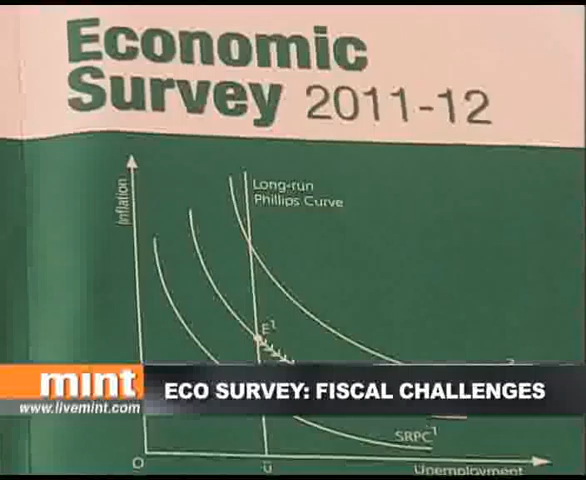 Economic
Survey 2011-12
Inflation
Long-run
Phillips Curve
E¹
mint
www.livemint.com
ECO SURVEY: FISCAL CHALLENGES
SRPC¹
O
Unemployment